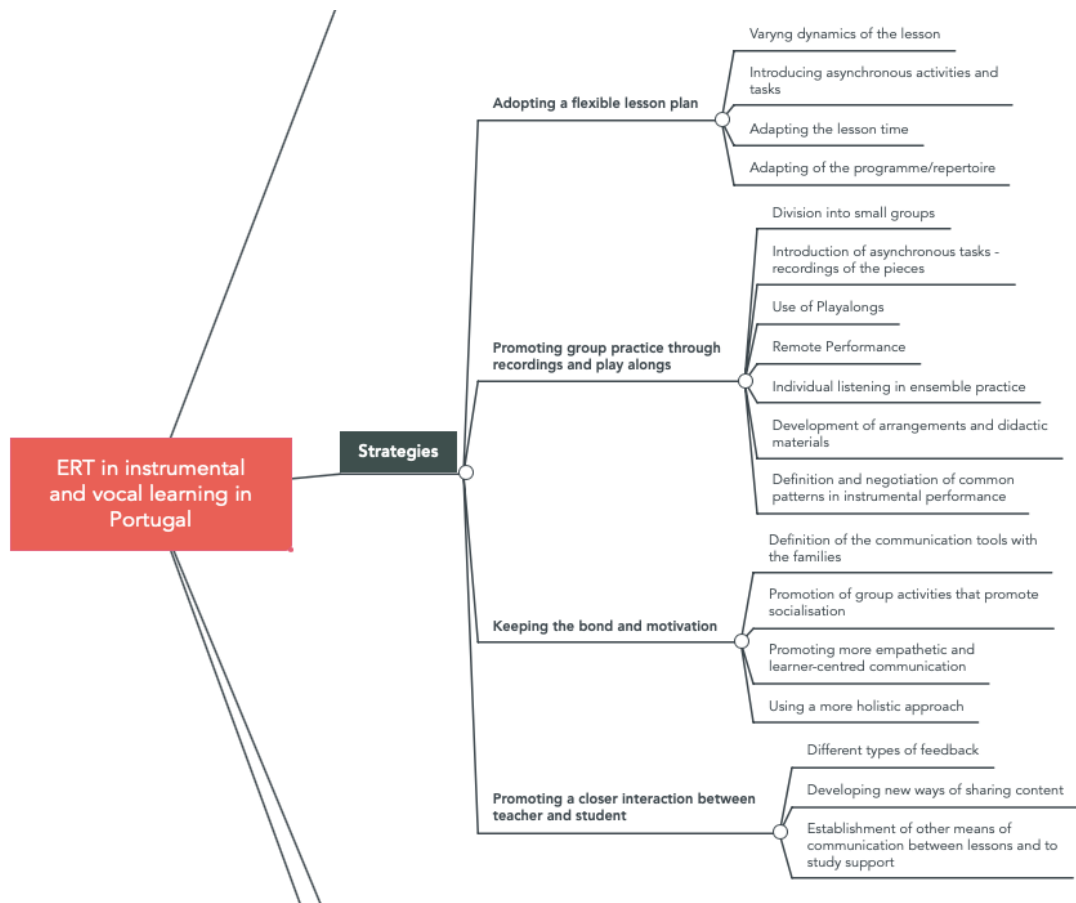 ERT in instrumental
and vocal learning in
Portugal
Strategies
Adopting a flexible lesson plan
Varyng dynamics of the lesson
Introducing asynchronous activities and
tasks
Adapting the lesson time
Adapting of the programme/repertoire
Promoting group practice through
recordings and play alongs
Division into small groups
Introduction of asynchronous tasks -
recordings of the pieces
Use of Playalongs
Remote Performance
Individual listening in ensemble practice
Development of arrangements and didactic
materials
Definition and negotiation of common
patterns in instrumental performance
Keeping the bond and motivation
Definition of the communication tools with
the families
Promotion of group activities that promote
socialisation
Promoting more empathetic and
learner-centred communication
Using a more holistic approach
Promoting a closer interaction between
teacher and student
Different types of feedback
Developing new ways of sharing content
Establishment of other means of
communication between lessons and to
study support